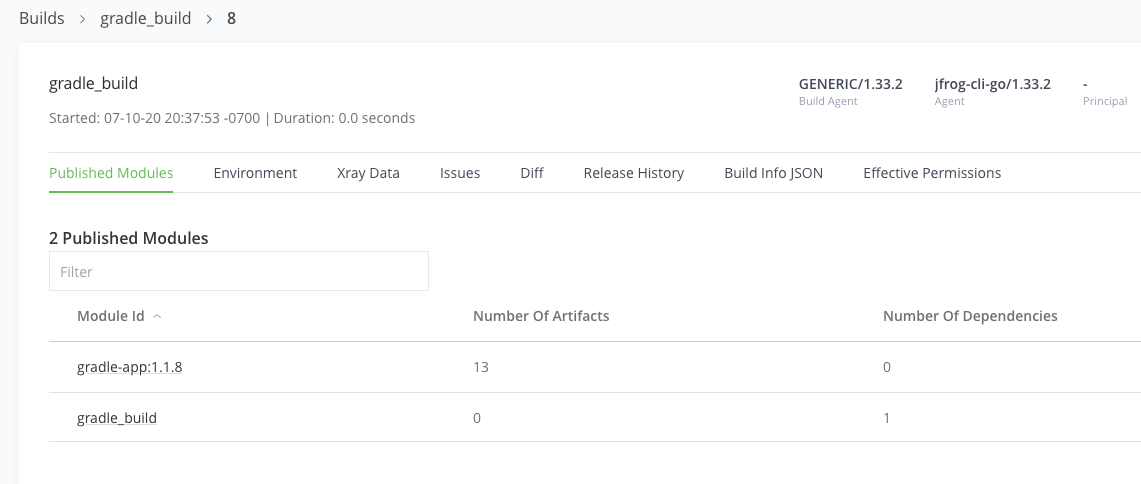 Builds > gradle_build > 8
gradle_build
GENERIC/1.33.2 jfrog-cli-go/1.33.2 -
Build Agent Agent Principal
Started: 07-10-20 20:37:53 -0700 | Duration: 0.0 seconds
Published Modules Environment Xray Data Issues Diff Release History Build Info JSON Effective Permissions
2 Published Modules
Filter
Module Id Number Of Artifacts Number Of Dependencies
gradle-app:1.1.8 13 0
gradle_build 0 1